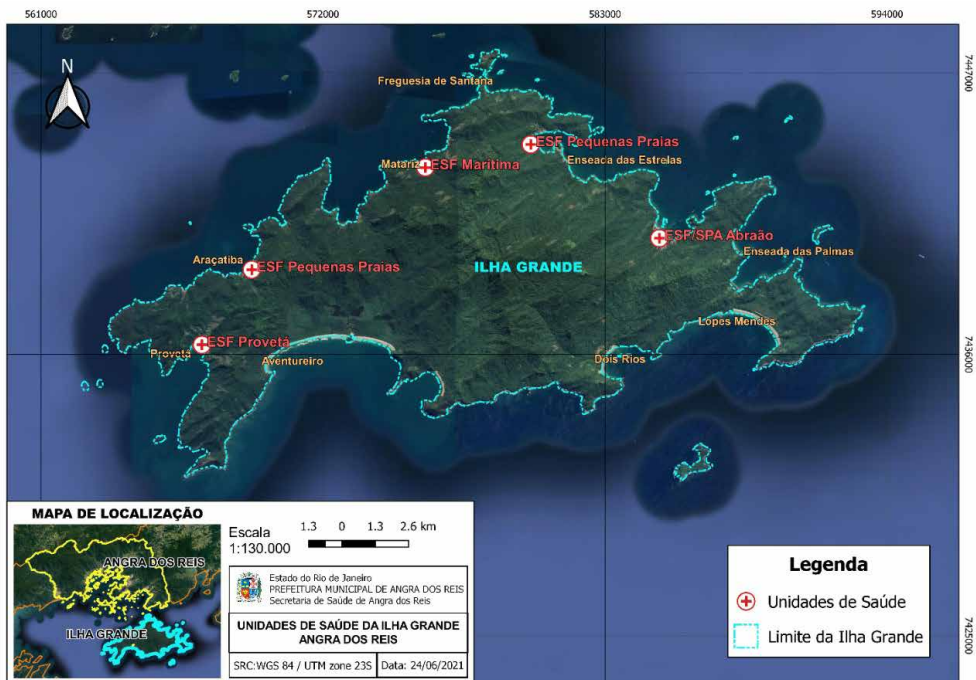 561000
572000
583000
594000
N
7447000
Freguesia de Santana
ESF Pequenas Praias
Matariz
ESF Marítima
Enseaca das Estrelas
ESF/SPA Abraão
Araçatiba
ESF Pequenas Praias
ILHA GRANDE
Enseada das Palmas
Lopes Mendes
ESF Provetá
Provetá
Aventureiro
Dois Rios
7436000
MAPA DE LOCALIZAÇÃO
ANGRA DOS REIS
ILHA GRANDE
Escala
1:130.000
1.3 0 1.3 2.6 km
Estado do Rio de Janeiro
PREFEITURA MUNICIPAL DE ANGRA DOS REIS
Secretaria de Saúde de Angra dos Reis
UNIDADES DE SAÚDE DA ILHA GRANDE
ANGRA DOS REIS
SRC:WGS 84 / UTM zone 23S
Data: 24/06/2021
Legenda
Unidades de Saúde
Limite da Ilha Grande
7425000